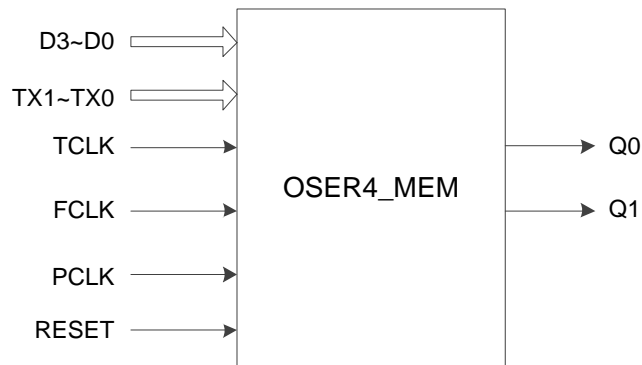 D3~D0
TX1~TX0
TCLK
FCLK
PCLK
RESET
OSER4_MEM
Q0
Q1